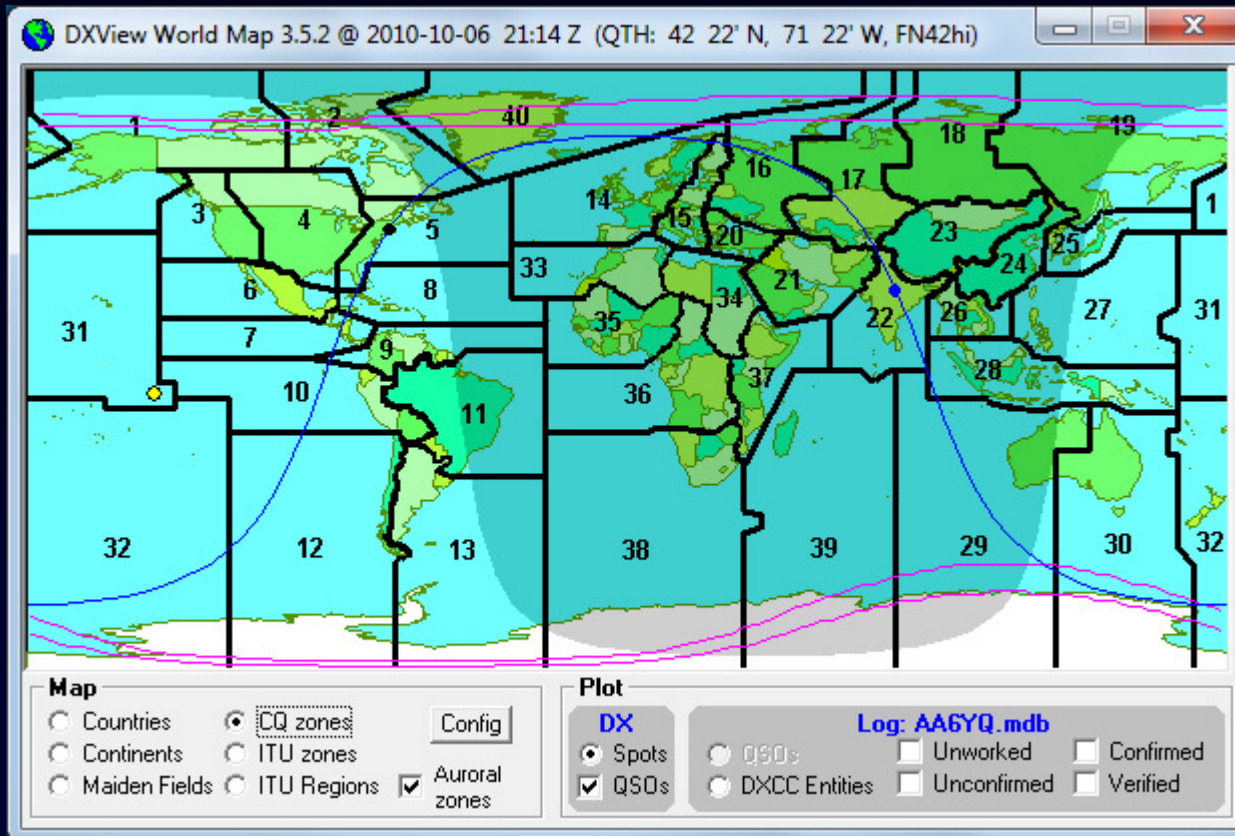 DXView World Map 3.5.2 @ 2010-10-06 21:14 Z (QTH: 42 22' N, 71 22' W, FN42hi)
1 2 40 18 19
3 4 5 14 15 16 17 1
20 23 25
6 8 33 21 24
31 7 34 35 22 26 27 31
9 10 11 36 37 28
32 12 13 38 39 29 30 32
Map
Countries CQ zones Config
Continents ITU zones
Maiden Fields ITU Regions Auroral zones
Plot
DX
Spots
QSOs
Log: AA6YQ.mdb
QSOs Unworked Confirmed
DXCC Entities Unconfirmed Verified